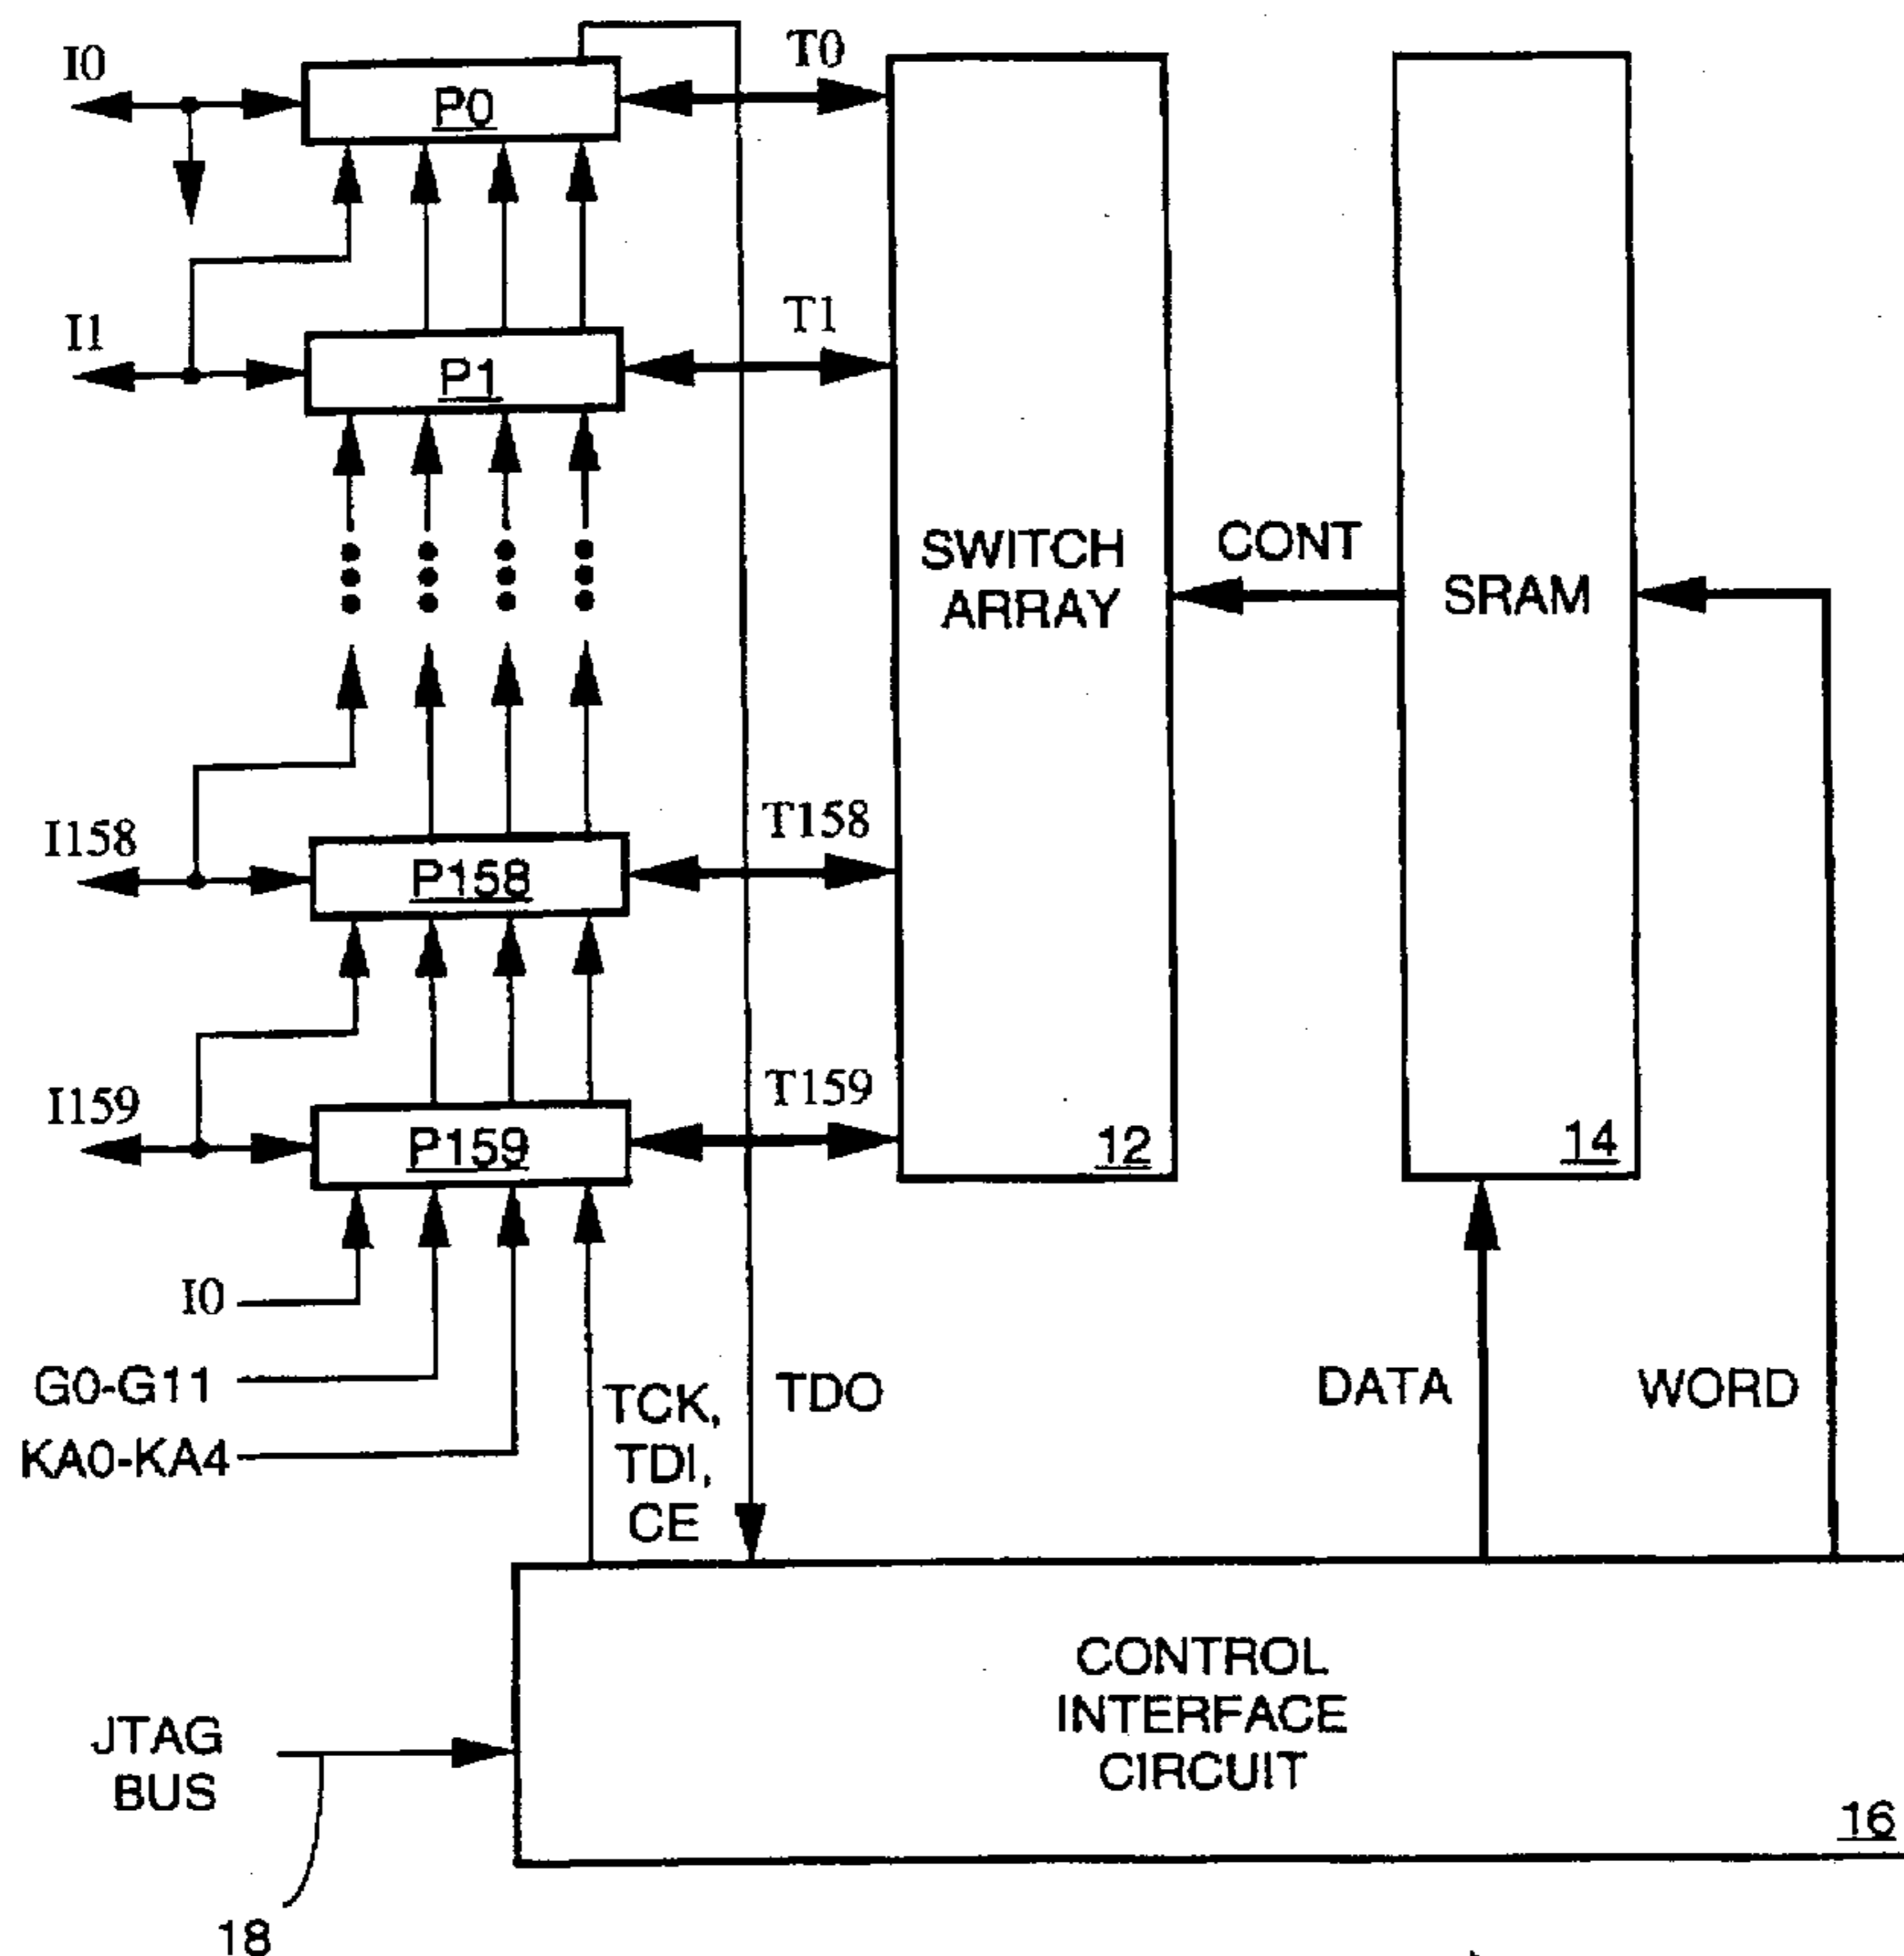 I0
P0
T0
I1
P1
T1
SWITCH
ARRAY
CONT
SRAM
I158
P158
T158
I159
P159
T159
12
14
I0
G0-G11
KA0-KA4
TCK,
TDI,
CE
TDO
DATA
WORD
CONTROL
INTERFACE
CIRCUIT
16
JTAG
BUS
18